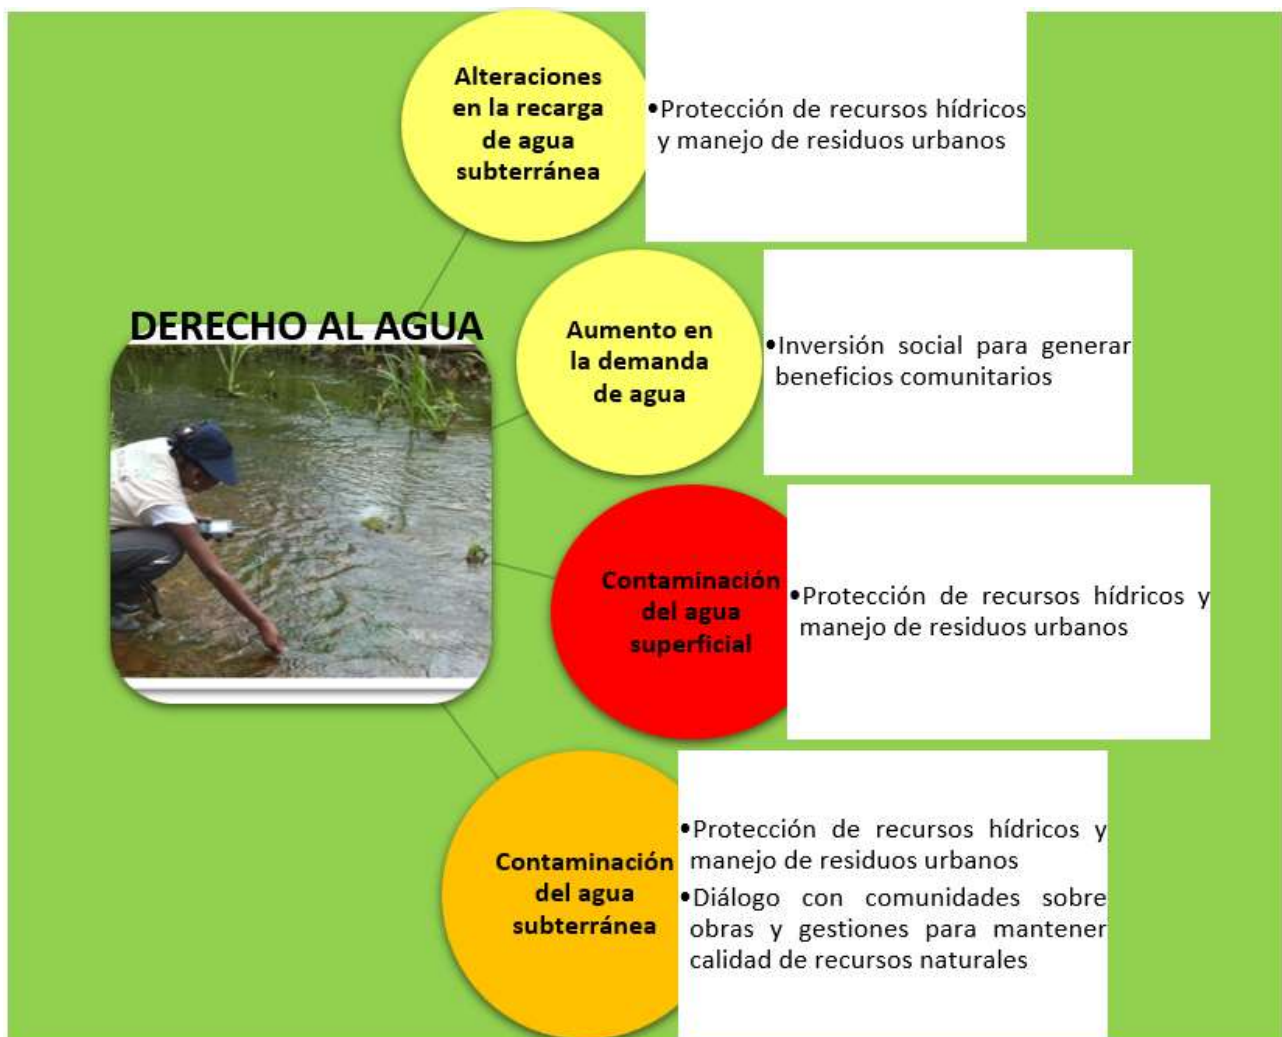 Alteraciones
en la recarga
de agua
subterránea
•Protección de recursos hídricos
y manejo de residuos urbanos
DERECHO AL AGUA
Aumento en
la demanda
de agua
•Inversión social para generar
beneficios comunitarios
Contaminación
del agua
superficial
•Protección de recursos hídricos y
manejo de residuos urbanos
Contaminación
del agua
subterránea
•Protección de recursos hídricos y
manejo de residuos urbanos
•Diálogo con comunidades sobre
obras y gestiones para mantener
calidad de recursos naturales